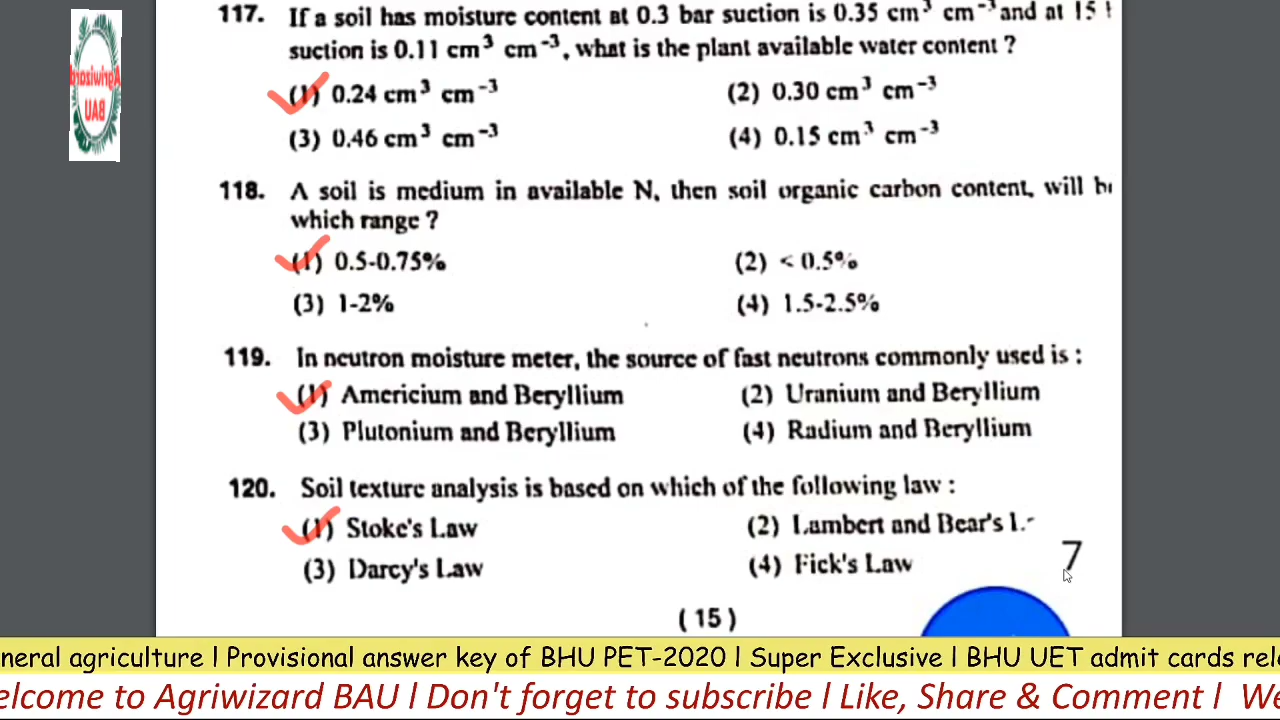 117. If a soil has moisture content at 0.3 bar suction is 0.35 cm³ cm⁻³ and at 15
suction is 0.11 cm³ cm⁻³, what is the plant available water content ?
(1) 0.24 cm³ cm⁻³ (2) 0.30 cm³ cm⁻³
(3) 0.46 cm³ cm⁻³ (4) 0.15 cm³ cm⁻³
118. A soil is medium in available N, then soil organic carbon content, will
which range ?
(1) 0.5-0.75% (2) < 0.5%
(3) 1-2% (4) 1.5-2.5%
119. In neutron moisture meter, the source of fast neutrons commonly used is :
(1) Americium and Beryllium (2) Uranium and Beryllium
(3) Plutonium and Beryllium (4) Radium and Beryllium
120. Soil texture analysis is based on which of the following law :
(1) Stoke's Law (2) Lambert and Bear's
(3) Darcy's Law (4) Fick's Law
7
( 15 )
Agriwizard
BAU
neral agriculture l Provisional answer key of BHU PET-2020 l Super Exclusive l BHU UET admit cards rel
elcome to Agriwizard BAU l Don't forget to subscribe l Like, Share & Comment l W